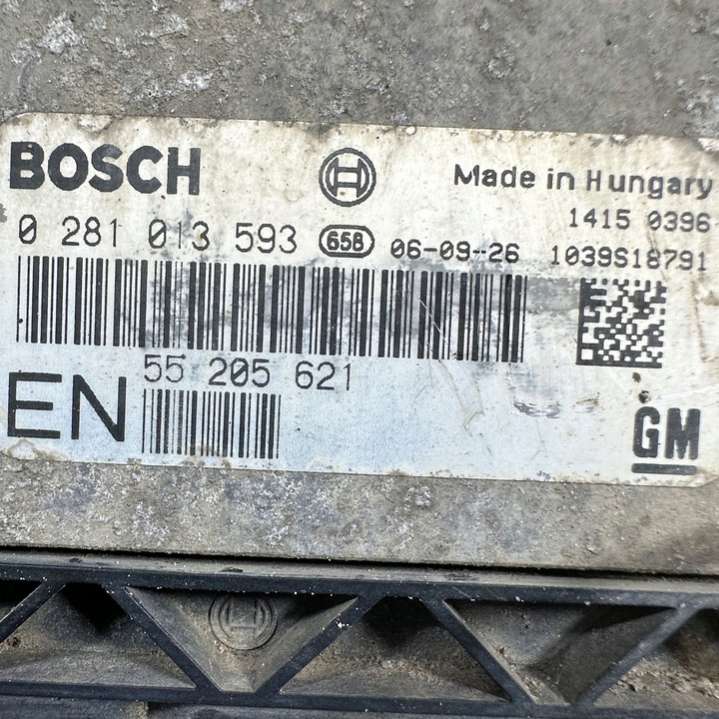 BOSCH
Made in Hungary
1415 0396
0 281 013 593 658 06-09-26 1039S18791
EN 55 205 621
GM